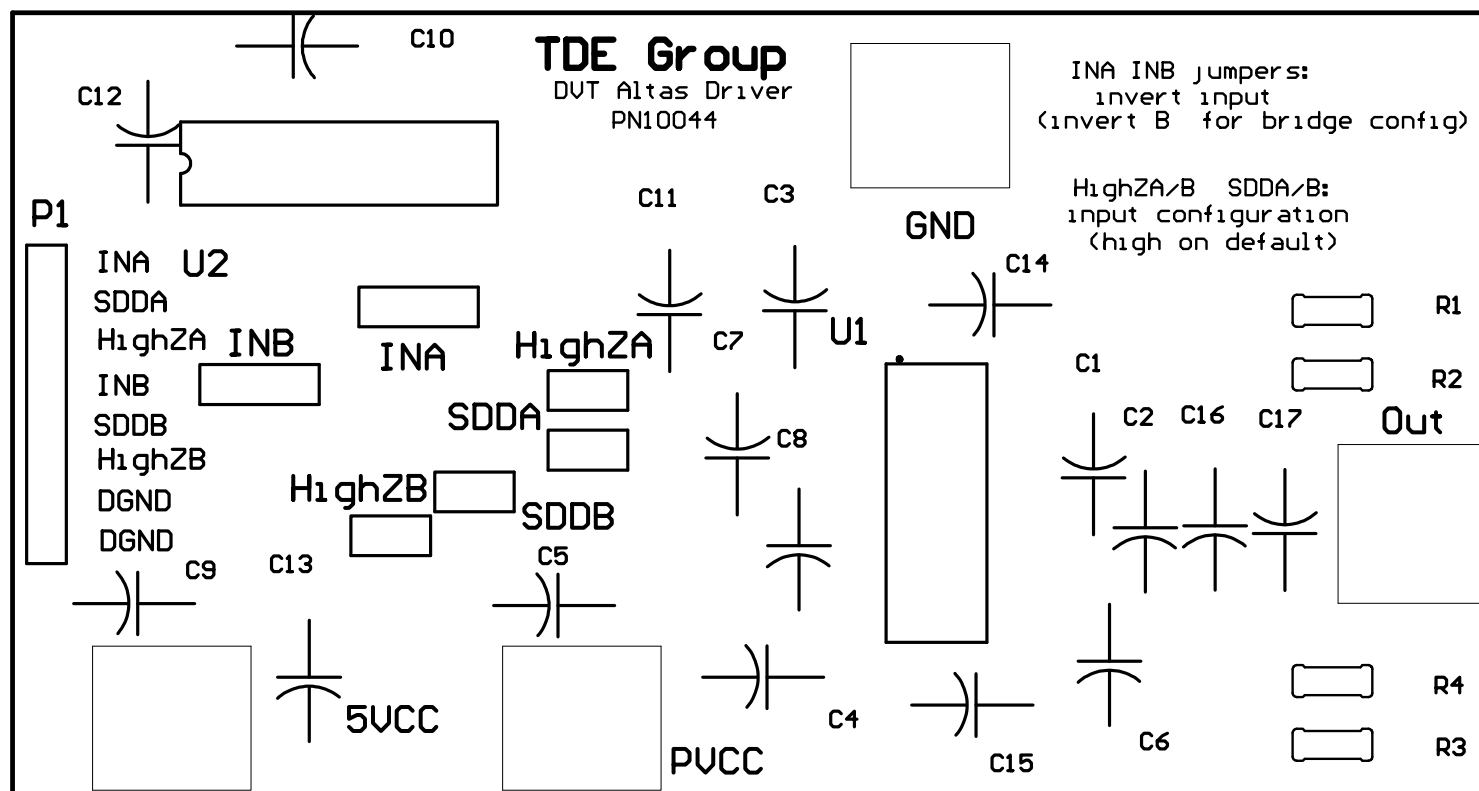 C10
TDE Group
DVT Altas Driver
PN10044
INA INB jumpers:
invert input
(invert B for bridge config)
C12
HighZA/B SDDA/B:
input configuration
(high on default)
P1
C11
C3
GND
INA
U2
SDDA
HighZA
INB
INA
HighZA
C7
U1
C14
R1
INB
SDDB
HighZB
DGND
DGND
SDDA
HighZB
SDDB
C8
C1
R2
C2
C16
C17
Out
C9
C13
C5
5VCC
PVCC
C4
C15
C6
R4
R3